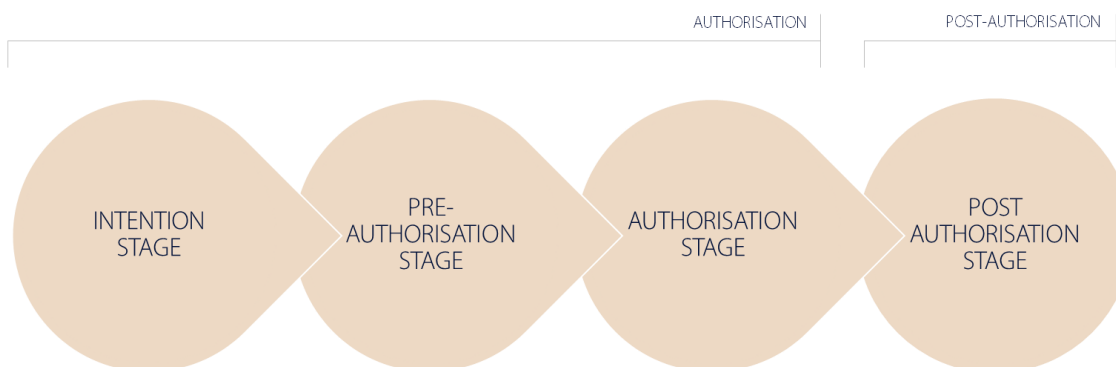 AUTHORISATION
POST-AUTHORISATION
INTENTION
STAGE
PRE-
AUTHORISATION
STAGE
AUTHORISATION
STAGE
POST
AUTHORISATION
STAGE